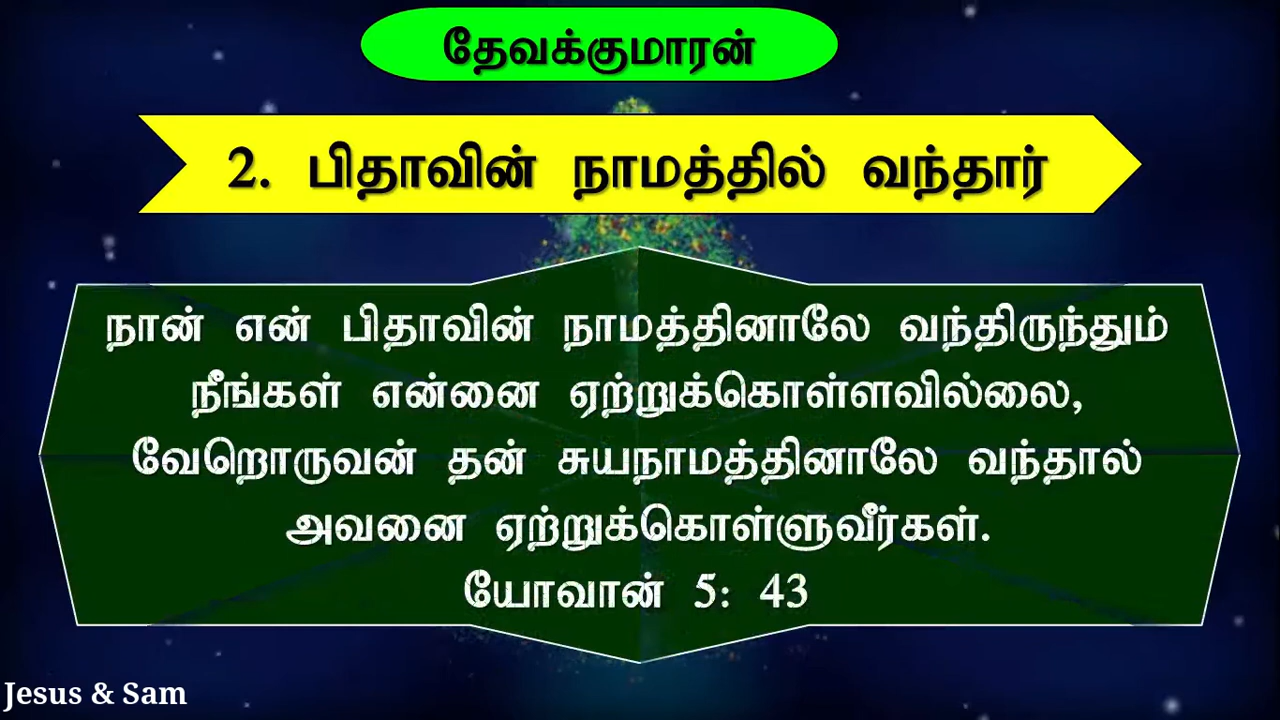 தேவக்குமாரன்
2. பிதாவின் நாமத்தில் வந்தார்
நான் என் பிதாவின் நாமத்தினாலே வந்திருந்தும்
நீங்கள் என்னை ஏற்றுக்கொள்ளவில்லை,
வேறொருவன் தன் சுயநாமத்தினாலே வந்தால்
அவனை ஏற்றுக்கொள்ளுவீர்கள்.
யோவான் 5: 43
Jesus & Sam